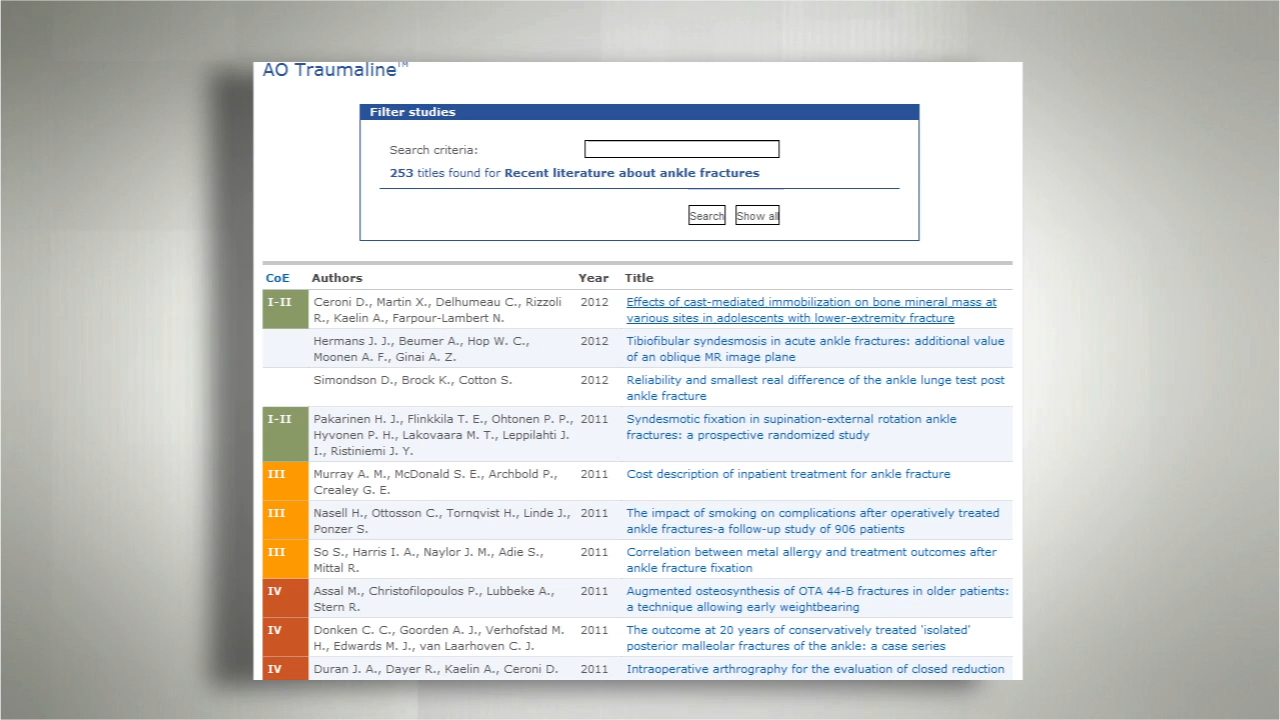 AO Traumaline™
Filter studies
Search criteria:
253 titles found for Recent literature about ankle fractures
Search Show all
CoE Authors Year Title
I-II Ceroni D., Martin X., Delhumeau C., Rizzoli 2012 Effects of cast-mediated immobilization on bone mineral mass at
R., Kaelin A., Farpour-Lambert N. various sites in adolescents with lower-extremity fracture
Hermans J. J., Beumer A., Hop W. C., 2012 Tibiofibular syndesmosis in acute ankle fractures: additional value
Moonen A. F., Ginai A. Z. of an oblique MR image plane
Simondson D., Brock K., Cotton S. 2012 Reliability and smallest real difference of the ankle lunge test post
ankle fracture
I-II Pakarinen H. J., Flinkkila T. E., Ohtonen P. P., 2011 Syndesmotic fixation in supination-external rotation ankle
Hyvonen P. H., Lakovaara M. T., Leppilahti J. fractures: a prospective randomized study
I., Ristiniemi J. Y.
III Murray A. M., McDonald S. E., Archbold P., 2011 Cost description of inpatient treatment for ankle fracture
Crealey G. E.
III Nasell H., Ottosson C., Tornqvist H., Linde J., 2011 The impact of smoking on complications after operatively treated
Ponzer S. ankle fractures-a follow-up study of 906 patients
III So S., Harris I. A., Naylor J. M., Adie S., 2011 Correlation between metal allergy and treatment outcomes after
Mittal R. ankle fracture fixation
IV Assal M., Christofilopoulos P., Lubbeke A., 2011 Augmented osteosynthesis of OTA 44-B fractures in older patients:
Stern R. a technique allowing early weightbearing
IV Donken C. C., Goorden A. J., Verhofstad M. 2011 The outcome at 20 years of conservatively treated 'isolated'
H., Edwards M. J., van Laarhoven C. J. posterior malleolar fractures of the ankle: a case series
IV Duran J. A., Dayer R., Kaelin A., Ceroni D. 2011 Intraoperative arthrography for the evaluation of closed reduction